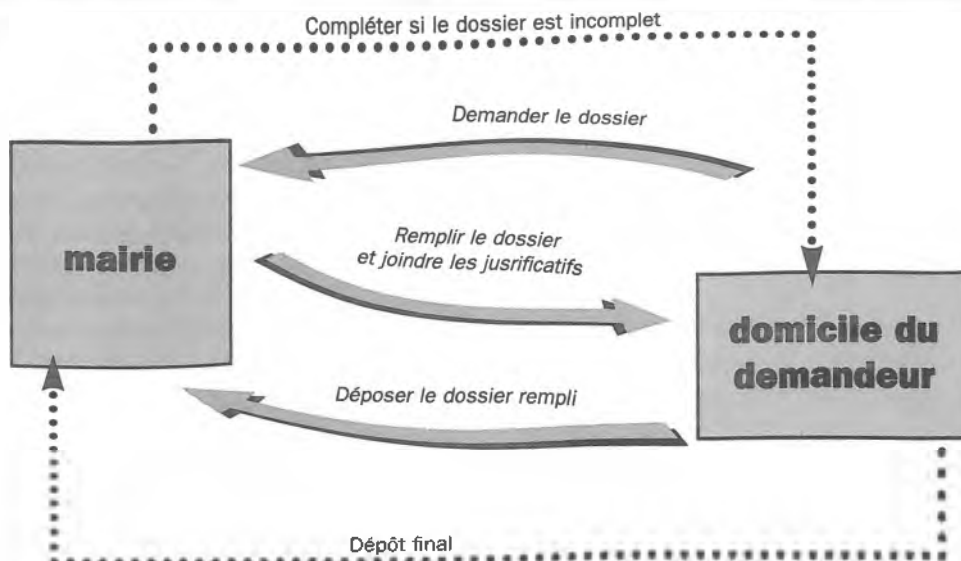 Compléter si le dossier est incomplet
Demander le dossier
mairie
Remplir le dossier
et joindre les jusrificatifs
domicile du
demandeur
Déposer le dossier rempli
Dépôt final